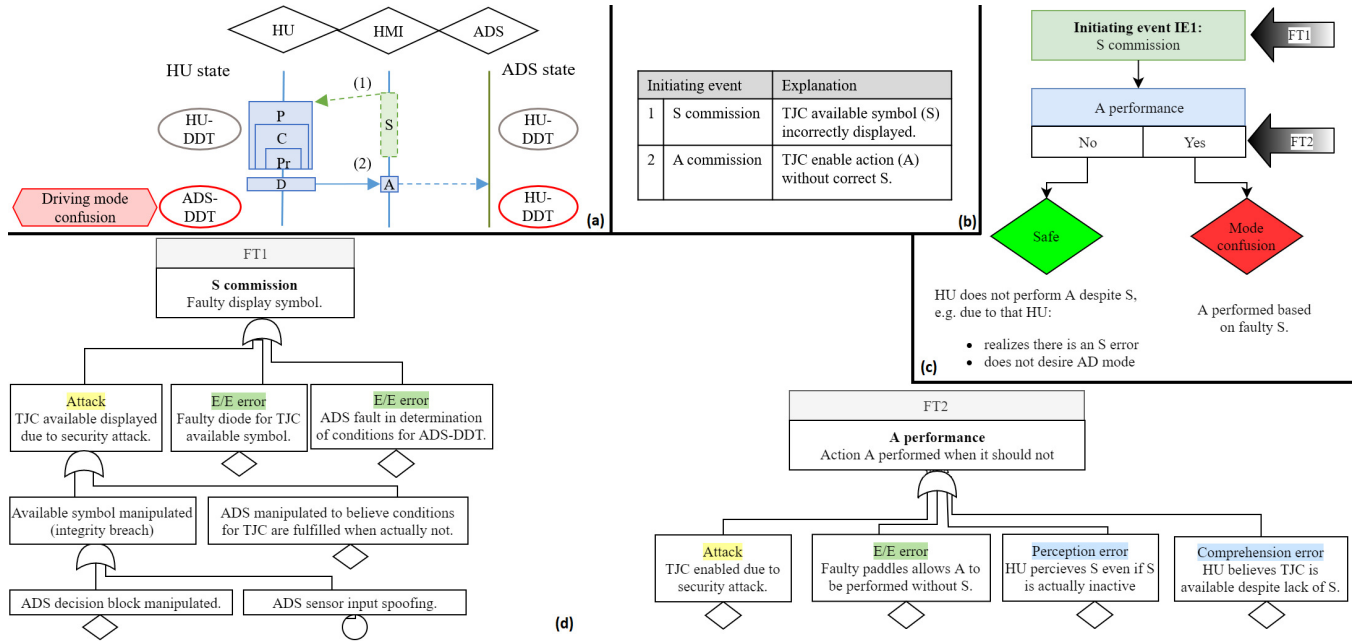 HU
HMI
ADS
HU state
ADS state
(1)
P
S
HU-
DDT
HU-
DDT
C
Pr
(2)
D
A
Driving mode
confusion
ADS-
DDT
HU-
DDT
(a)
Initiating event
Explanation
1
S commission
TJC available symbol (S)
incorrectly displayed.
2
A commission
TJC enable action (A)
without correct S.
(b)
Initiating event IE1:
S commission
FT1
A performance
No
Yes
FT2
Safe
Mode
confusion
HU does not perform A despite S,
e.g. due to that HU:
• realizes there is an S error
• does not desire AD mode
A performed based
on faulty S.
(c)
FT1
S commission
Faulty display symbol.
Attack
TJC available displayed
due to security attack.
E/E error
Faulty diode for TJC
available symbol.
E/E error
ADS fault in determination
of conditions for ADS-DDT.
Available symbol manipulated
(integrity breach)
ADS manipulated to believe conditions
for TJC are fulfilled when actually not.
ADS decision block manipulated.
ADS sensor input spoofing.
(d)
FT2
A performance
Action A performed when it should not
Attack
TJC enabled due to
security attack.
E/E error
Faulty paddles allows A to
be performed without S.
Perception error
HU percieves S even if S
is actually inactive
Comprehension error
HU believes TJC is
available despite lack of S.